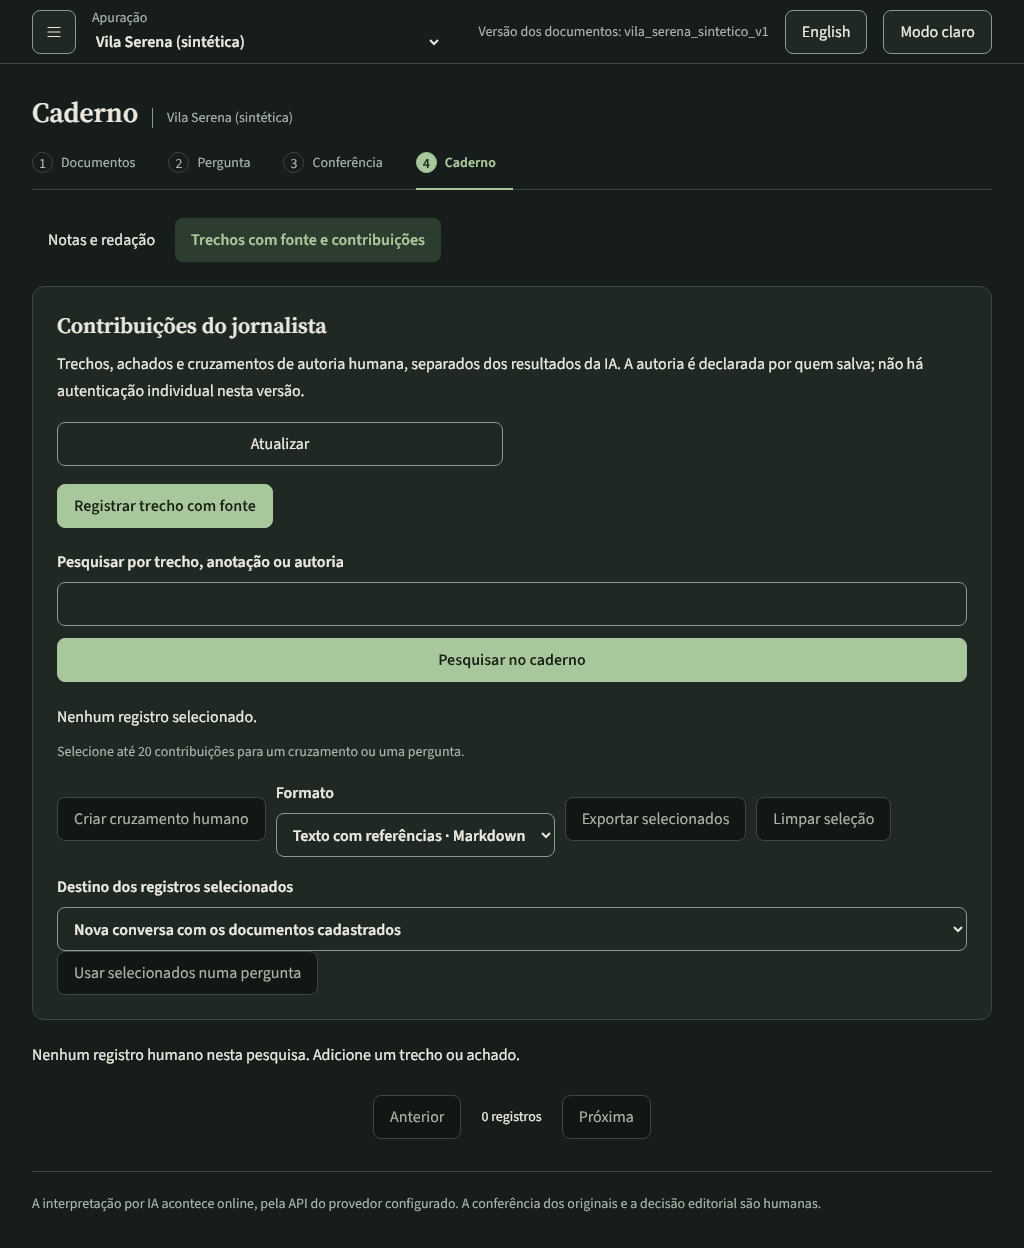 Apuração
Vila Serena (sintética)
Versão dos documentos: vila_serena_sintetico_v1
English
Modo claro
Caderno
Vila Serena (sintética)
1 Documentos
2 Pergunta
3 Conferência
4 Caderno
Notas e redação
Trechos com fonte e contribuições
Contribuições do jornalista
Trechos, achados e cruzamentos de autoria humana, separados dos resultados da IA. A autoria é declarada por quem salva; não há
autenticação individual nesta versão.
Atualizar
Registrar trecho com fonte
Pesquisar por trecho, anotação ou autoria
Pesquisar no caderno
Nenhum registro selecionado.
Selecione até 20 contribuições para um cruzamento ou uma pergunta.
Criar cruzamento humano
Formato
Texto com referências · Markdown
Exportar selecionados
Limpar seleção
Destino dos registros selecionados
Nova conversa com os documentos cadastrados
Usar selecionados numa pergunta
Nenhum registro humano nesta pesquisa. Adicione um trecho ou achado.
Anterior
0 registros
Próxima
A interpretação por IA acontece online, pela API do provedor configurado. A conferência dos originais e a decisão editorial são humanas.